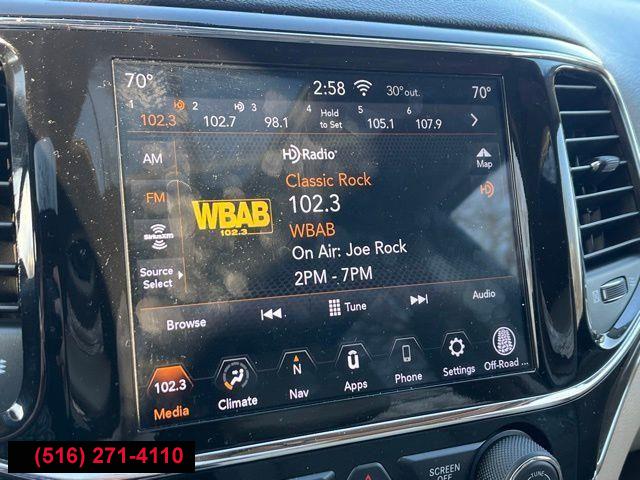 70° 2:58 30° out. 70°
1 2 3 4 5 6
102.3 102.7 98.1 Hold to Set 105.1 107.9
AM
HD Radio
Map
FM
Classic Rock
102.3
WBAB
102.3
WBAB
SiriusXM
On Air: Joe Rock
Source
Select
2PM - 7PM
Browse Tune Audio
102.3 N
Media Climate Nav Apps Phone Settings Off-Road ...
(516) 271-4110
SCREEN
OFF
TUNE